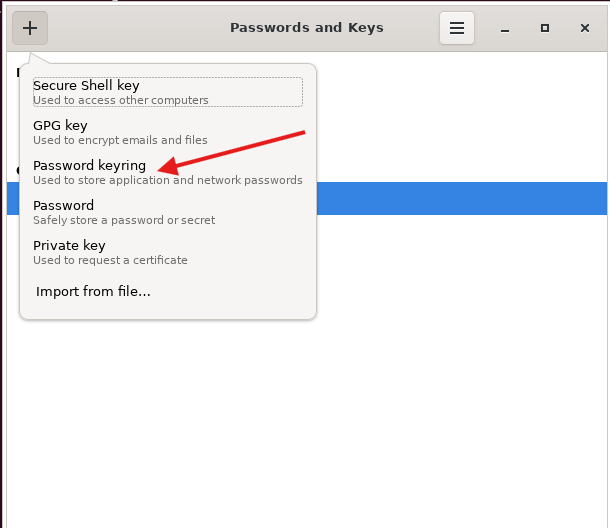 Passwords and Keys
Secure Shell key
Used to access other computers
GPG key
Used to encrypt emails and files
Password keyring
Used to store application and network passwords
Password
Safely store a password or secret
Private key
Used to request a certificate
Import from file...